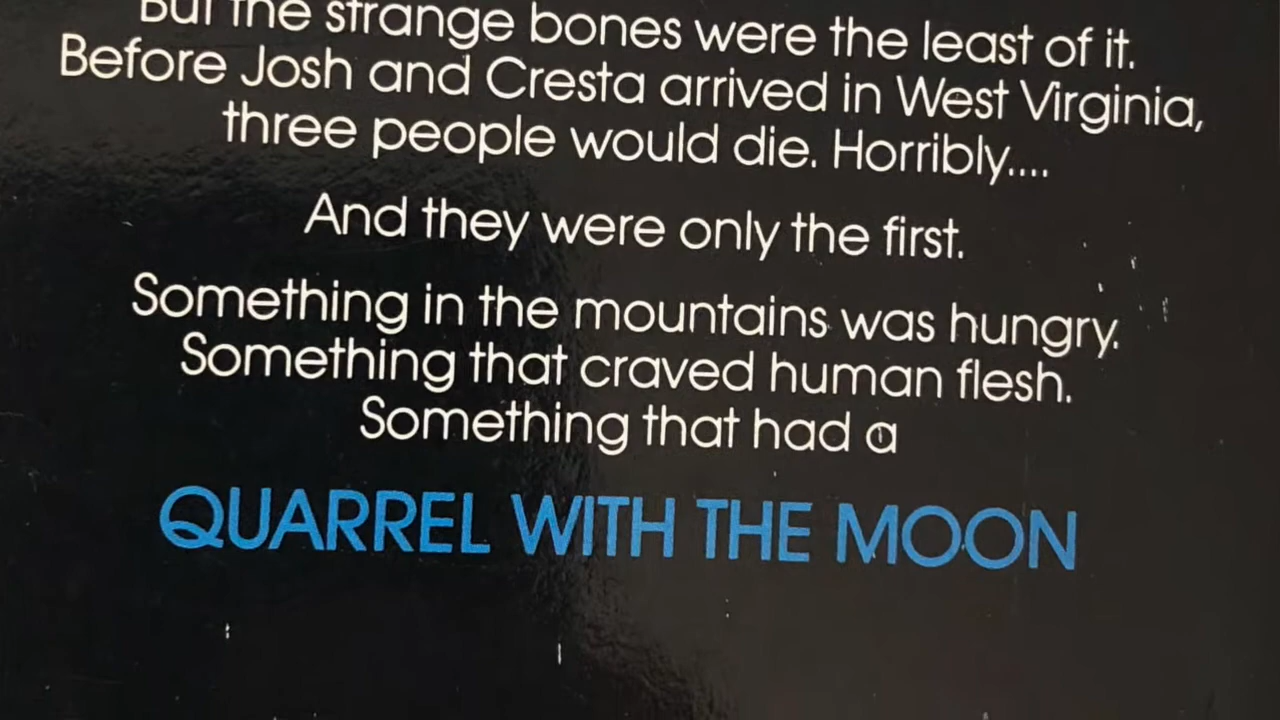 But the strange bones were the least of it.
Before Josh and Cresta arrived in West Virginia,
three people would die. Horribly....
And they were only the first.
Something in the mountains was hungry.
Something that craved human flesh.
Something that had a
QUARREL WITH THE MOON